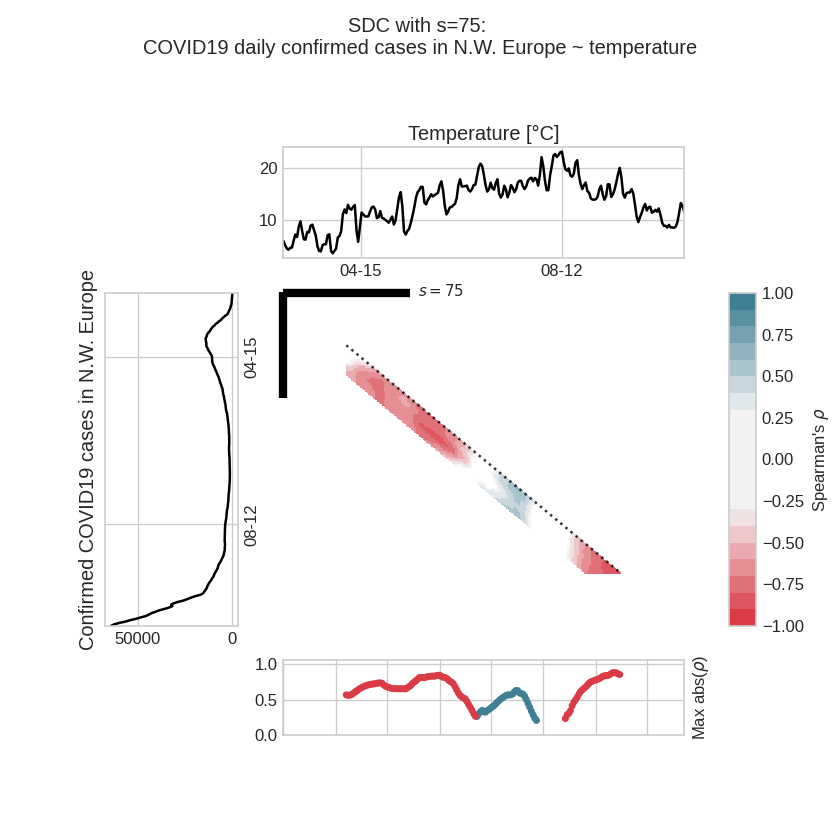 SDC with s=75:
COVID19 daily confirmed cases in N.W. Europe ~ temperature
Temperature [°C]
20
10
04-15
08-12
s = 75
Confirmed COVID19 cases in N.W. Europe
04-15
08-12
50000
0
1.00
0.75
0.50
0.25
0.00
−0.25
−0.50
−0.75
−1.00
Spearman's ρ
1.0
0.5
0.0
Max abs(ρ)